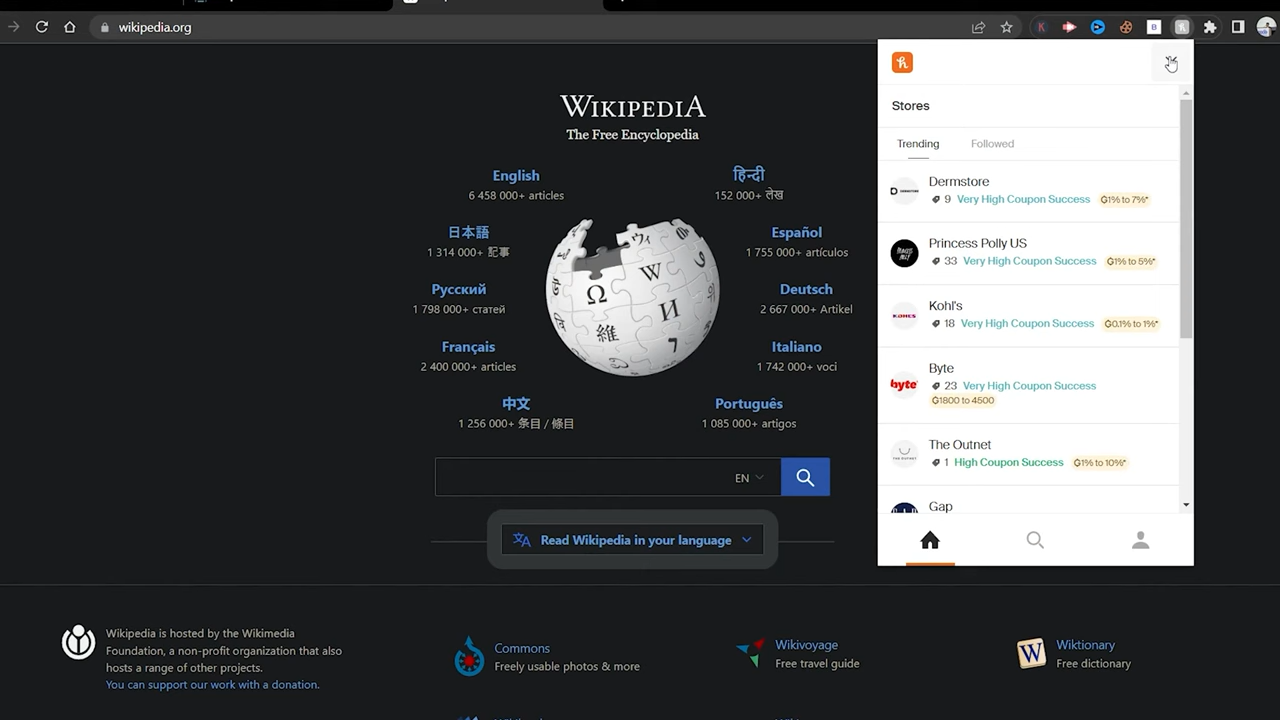 wikipedia.org
WIKIPEDIA
The Free Encyclopedia
English
6 458 000+ articles
हिन्दी
152 000+ लेख
日本語
1 314 000+ 記事
Español
1 755 000+ artículos
Русский
1 798 000+ статей
Deutsch
2 667 000+ Artikel
Français
2 400 000+ articles
Italiano
1 742 000+ voci
中文
1 256 000+ 条目 / 條目
Português
1 085 000+ artigos
EN
Read Wikipedia in your language
Wikipedia is hosted by the Wikimedia
Foundation, a non-profit organization that also
hosts a range of other projects.
You can support our work with a donation.
Commons
Freely usable photos & more
Wikivoyage
Free travel guide
Wiktionary
Free dictionary
Stores
Trending Followed
Dermstore
9 Very High Coupon Success 1% to 7%*
Princess Polly US
33 Very High Coupon Success 1% to 5%*
Kohl's
18 Very High Coupon Success 0.1% to 1%*
byte
Byte
23 Very High Coupon Success
1800 to 4500
The Outnet
1 High Coupon Success 1% to 10%*
Gap